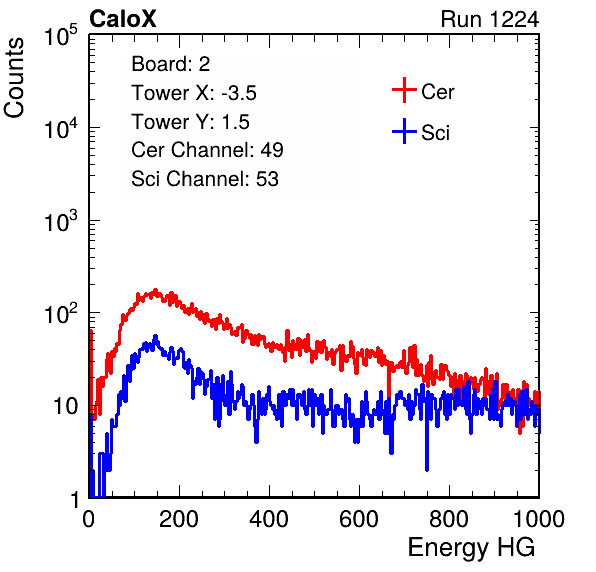 CaloX Run 1224
Counts
10^5
10^4
10^3
10^2
10
1
Board: 2
Tower X: -3.5
Tower Y: 1.5
Cer Channel: 49
Sci Channel: 53
Cer
Sci
0 200 400 600 800 1000
Energy HG